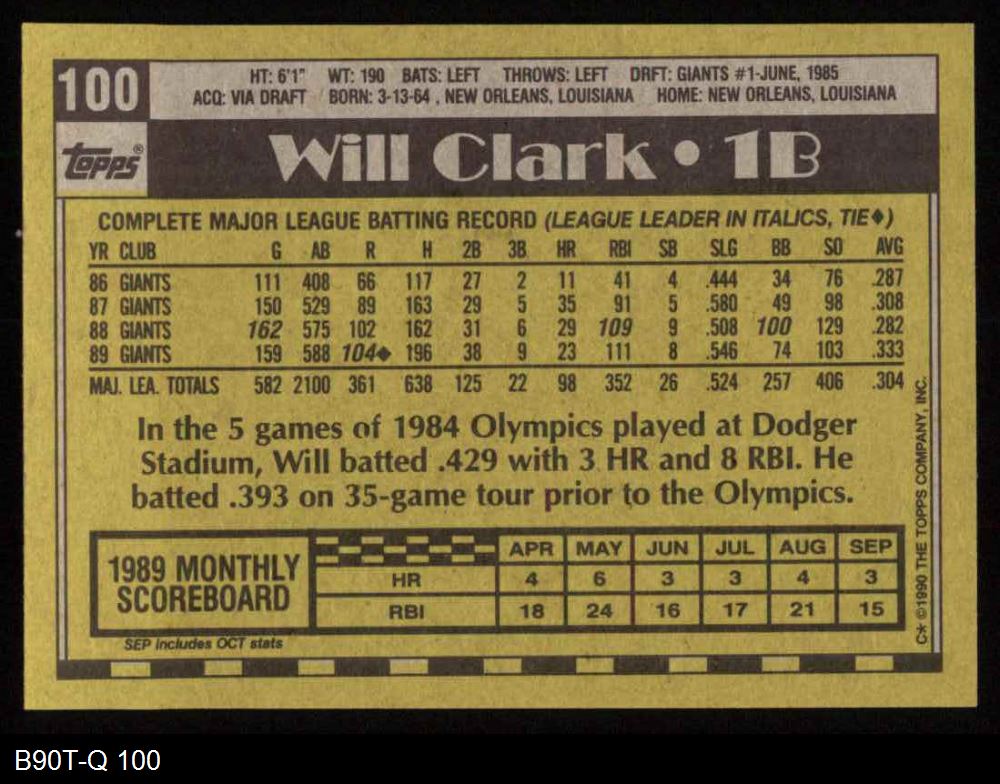 100
HT: 6'1" WT: 190 BATS: LEFT THROWS: LEFT DRFT: GIANTS #1-JUNE, 1985
ACQ: VIA DRAFT BORN: 3-13-64 , NEW ORLEANS, LOUISIANA HOME: NEW ORLEANS, LOUISIANA
topps®
Will Clark • 1B
COMPLETE MAJOR LEAGUE BATTING RECORD (LEAGUE LEADER IN ITALICS, TIE♦)
YR CLUB G AB R H 2B 3B HR RBI SB SLG BB SO AVG
86 GIANTS 111 408 66 117 27 2 11 41 4 .444 34 76 .287
87 GIANTS 150 529 89 163 29 5 35 91 5 .580 49 98 .308
88 GIANTS 162 575 102 162 31 6 29 109 9 .508 100 129 .282
89 GIANTS 159 588 104♦ 196 38 9 23 111 8 .546 74 103 .333
MAJ. LEA. TOTALS 582 2100 361 638 125 22 98 352 26 .524 257 406 .304
In the 5 games of 1984 Olympics played at Dodger
Stadium, Will batted .429 with 3 HR and 8 RBI. He
batted .393 on 35-game tour prior to the Olympics.
1989 MONTHLY
SCOREBOARD
APR MAY JUN JUL AUG SEP
HR 4 6 3 3 4 3
RBI 18 24 16 17 21 15
SEP includes OCT stats
C* ©1990 THE TOPPS COMPANY, INC.
B90T-Q 100